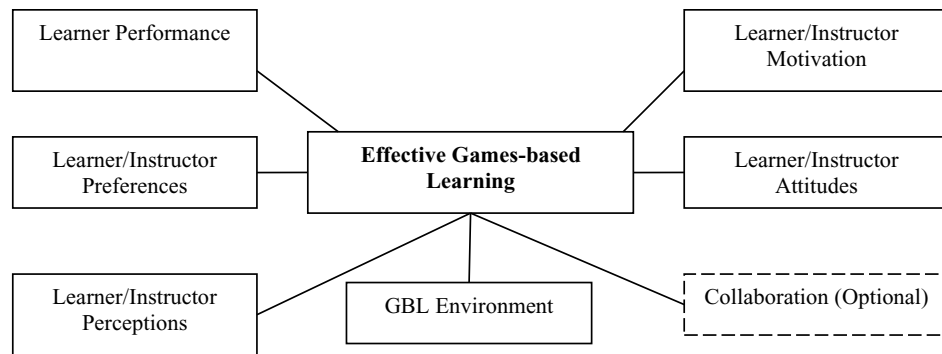 Learner Performance
Learner/Instructor
Motivation
Learner/Instructor
Preferences
Effective Games-based
Learning
Learner/Instructor
Attitudes
Learner/Instructor
Perceptions
GBL Environment
Collaboration (Optional)